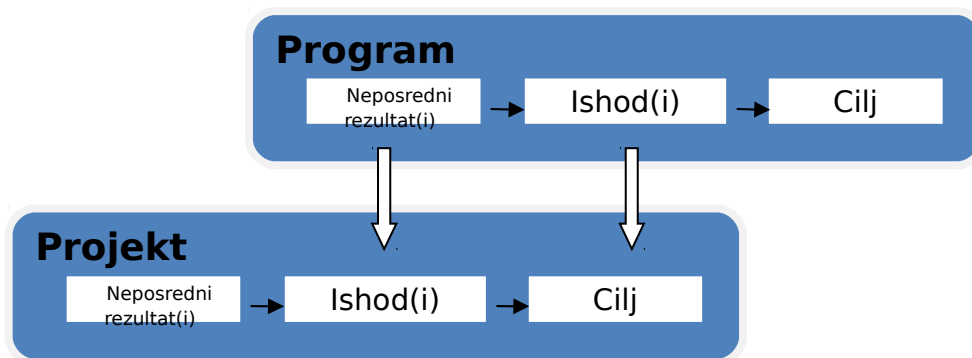 Program
Neposredni
rezultat(i)
Ishod(i)
Cilj
Projekt
Neposredni
rezultat(i)
Ishod(i)
Cilj